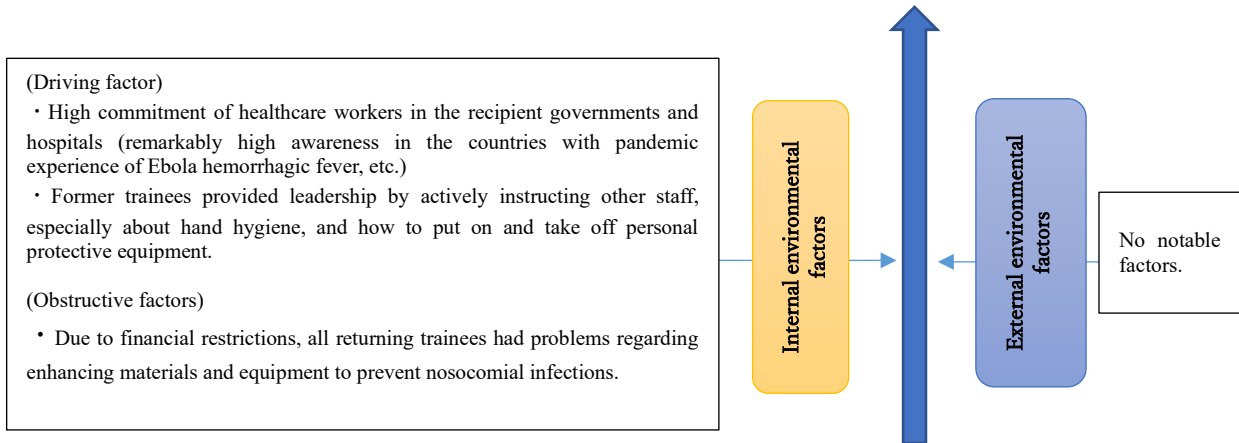 (Driving factor)
・High commitment of healthcare workers in the recipient governments and
hospitals (remarkably high awareness in the countries with pandemic
experience of Ebola hemorrhagic fever, etc.)
・Former trainees provided leadership by actively instructing other staff,
especially about hand hygiene, and how to put on and take off personal
protective equipment.
(Obstructive factors)
・Due to financial restrictions, all returning trainees had problems regarding
enhancing materials and equipment to prevent nosocomial infections.
Internal environmental
factors
External environmental
factors
No notable
factors.